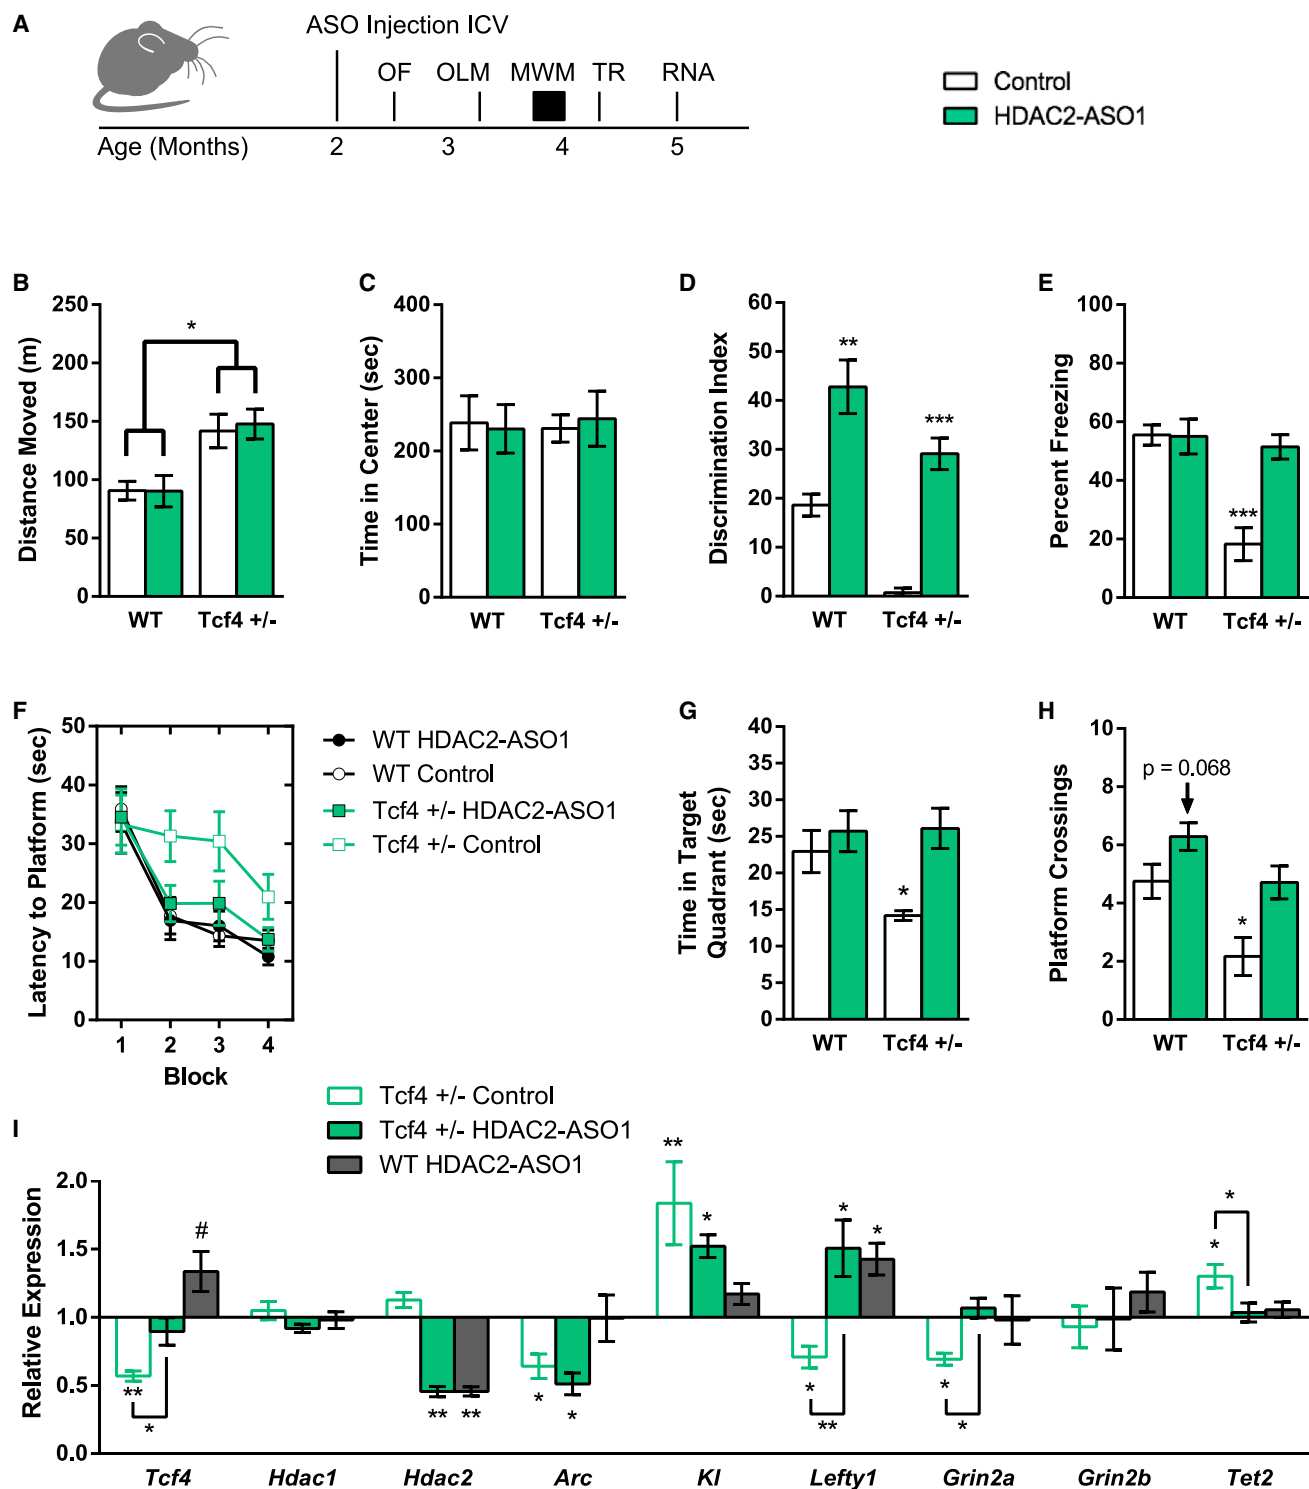 A
ASO Injection ICV
OF OLM MWM TR RNA
Age (Months) 2 3 4 5
Control
HDAC2-ASO1
B
Distance Moved (m)
250
200
150
100
50
0
*
WT Tcf4 +/-
C
Time in Center (sec)
400
300
200
100
0
WT Tcf4 +/-
D
Discrimination Index
60
50
40
30
20
10
0
**
***
WT Tcf4 +/-
E
Percent Freezing
100
80
60
40
20
0
***
WT Tcf4 +/-
F
Latency to Platform (sec)
50
40
30
20
10
0
1 2 3 4
Block
WT HDAC2-ASO1
WT Control
Tcf4 +/- HDAC2-ASO1
Tcf4 +/- Control
G
Time in Target
Quadrant (sec)
40
35
30
25
20
15
10
5
0
*
WT Tcf4 +/-
H
Platform Crossings
10
8
6
4
2
0
p = 0.068
*
WT Tcf4 +/-
I
Tcf4 +/- Control
Tcf4 +/- HDAC2-ASO1
WT HDAC2-ASO1
Relative Expression
2.0
1.5
1.0
0.5
0.0
# ** * * * * *
** * ** ** * * * ** * *
Tcf4 Hdac1 Hdac2 Arc Kl Lefty1 Grin2a Grin2b Tet2